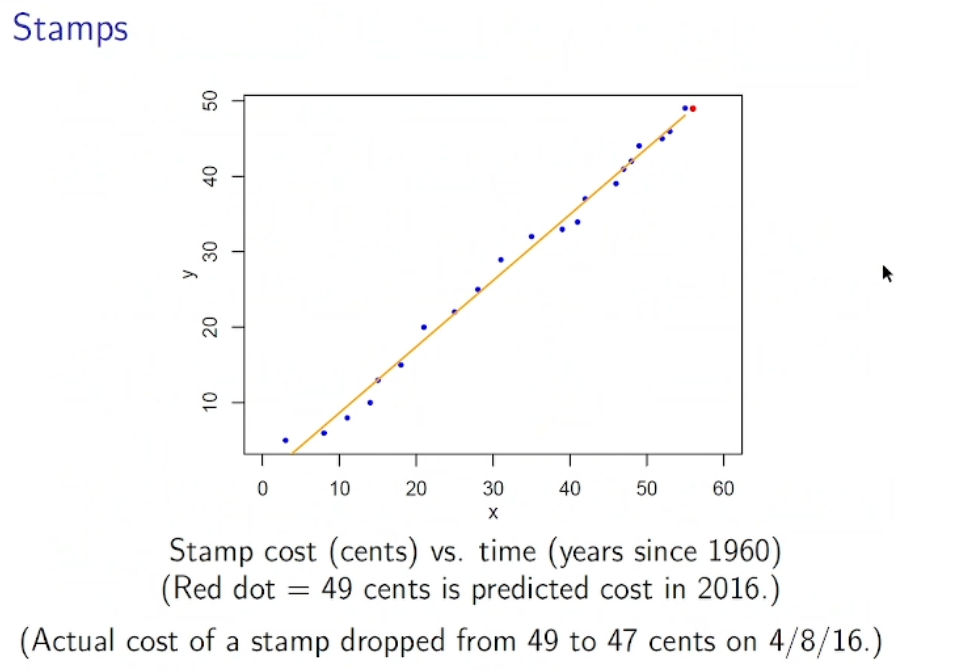 Stamps
50
40
30
20
10
y
0 10 20 30 40 50 60
x
Stamp cost (cents) vs. time (years since 1960)
(Red dot = 49 cents is predicted cost in 2016.)
(Actual cost of a stamp dropped from 49 to 47 cents on 4/8/16.)